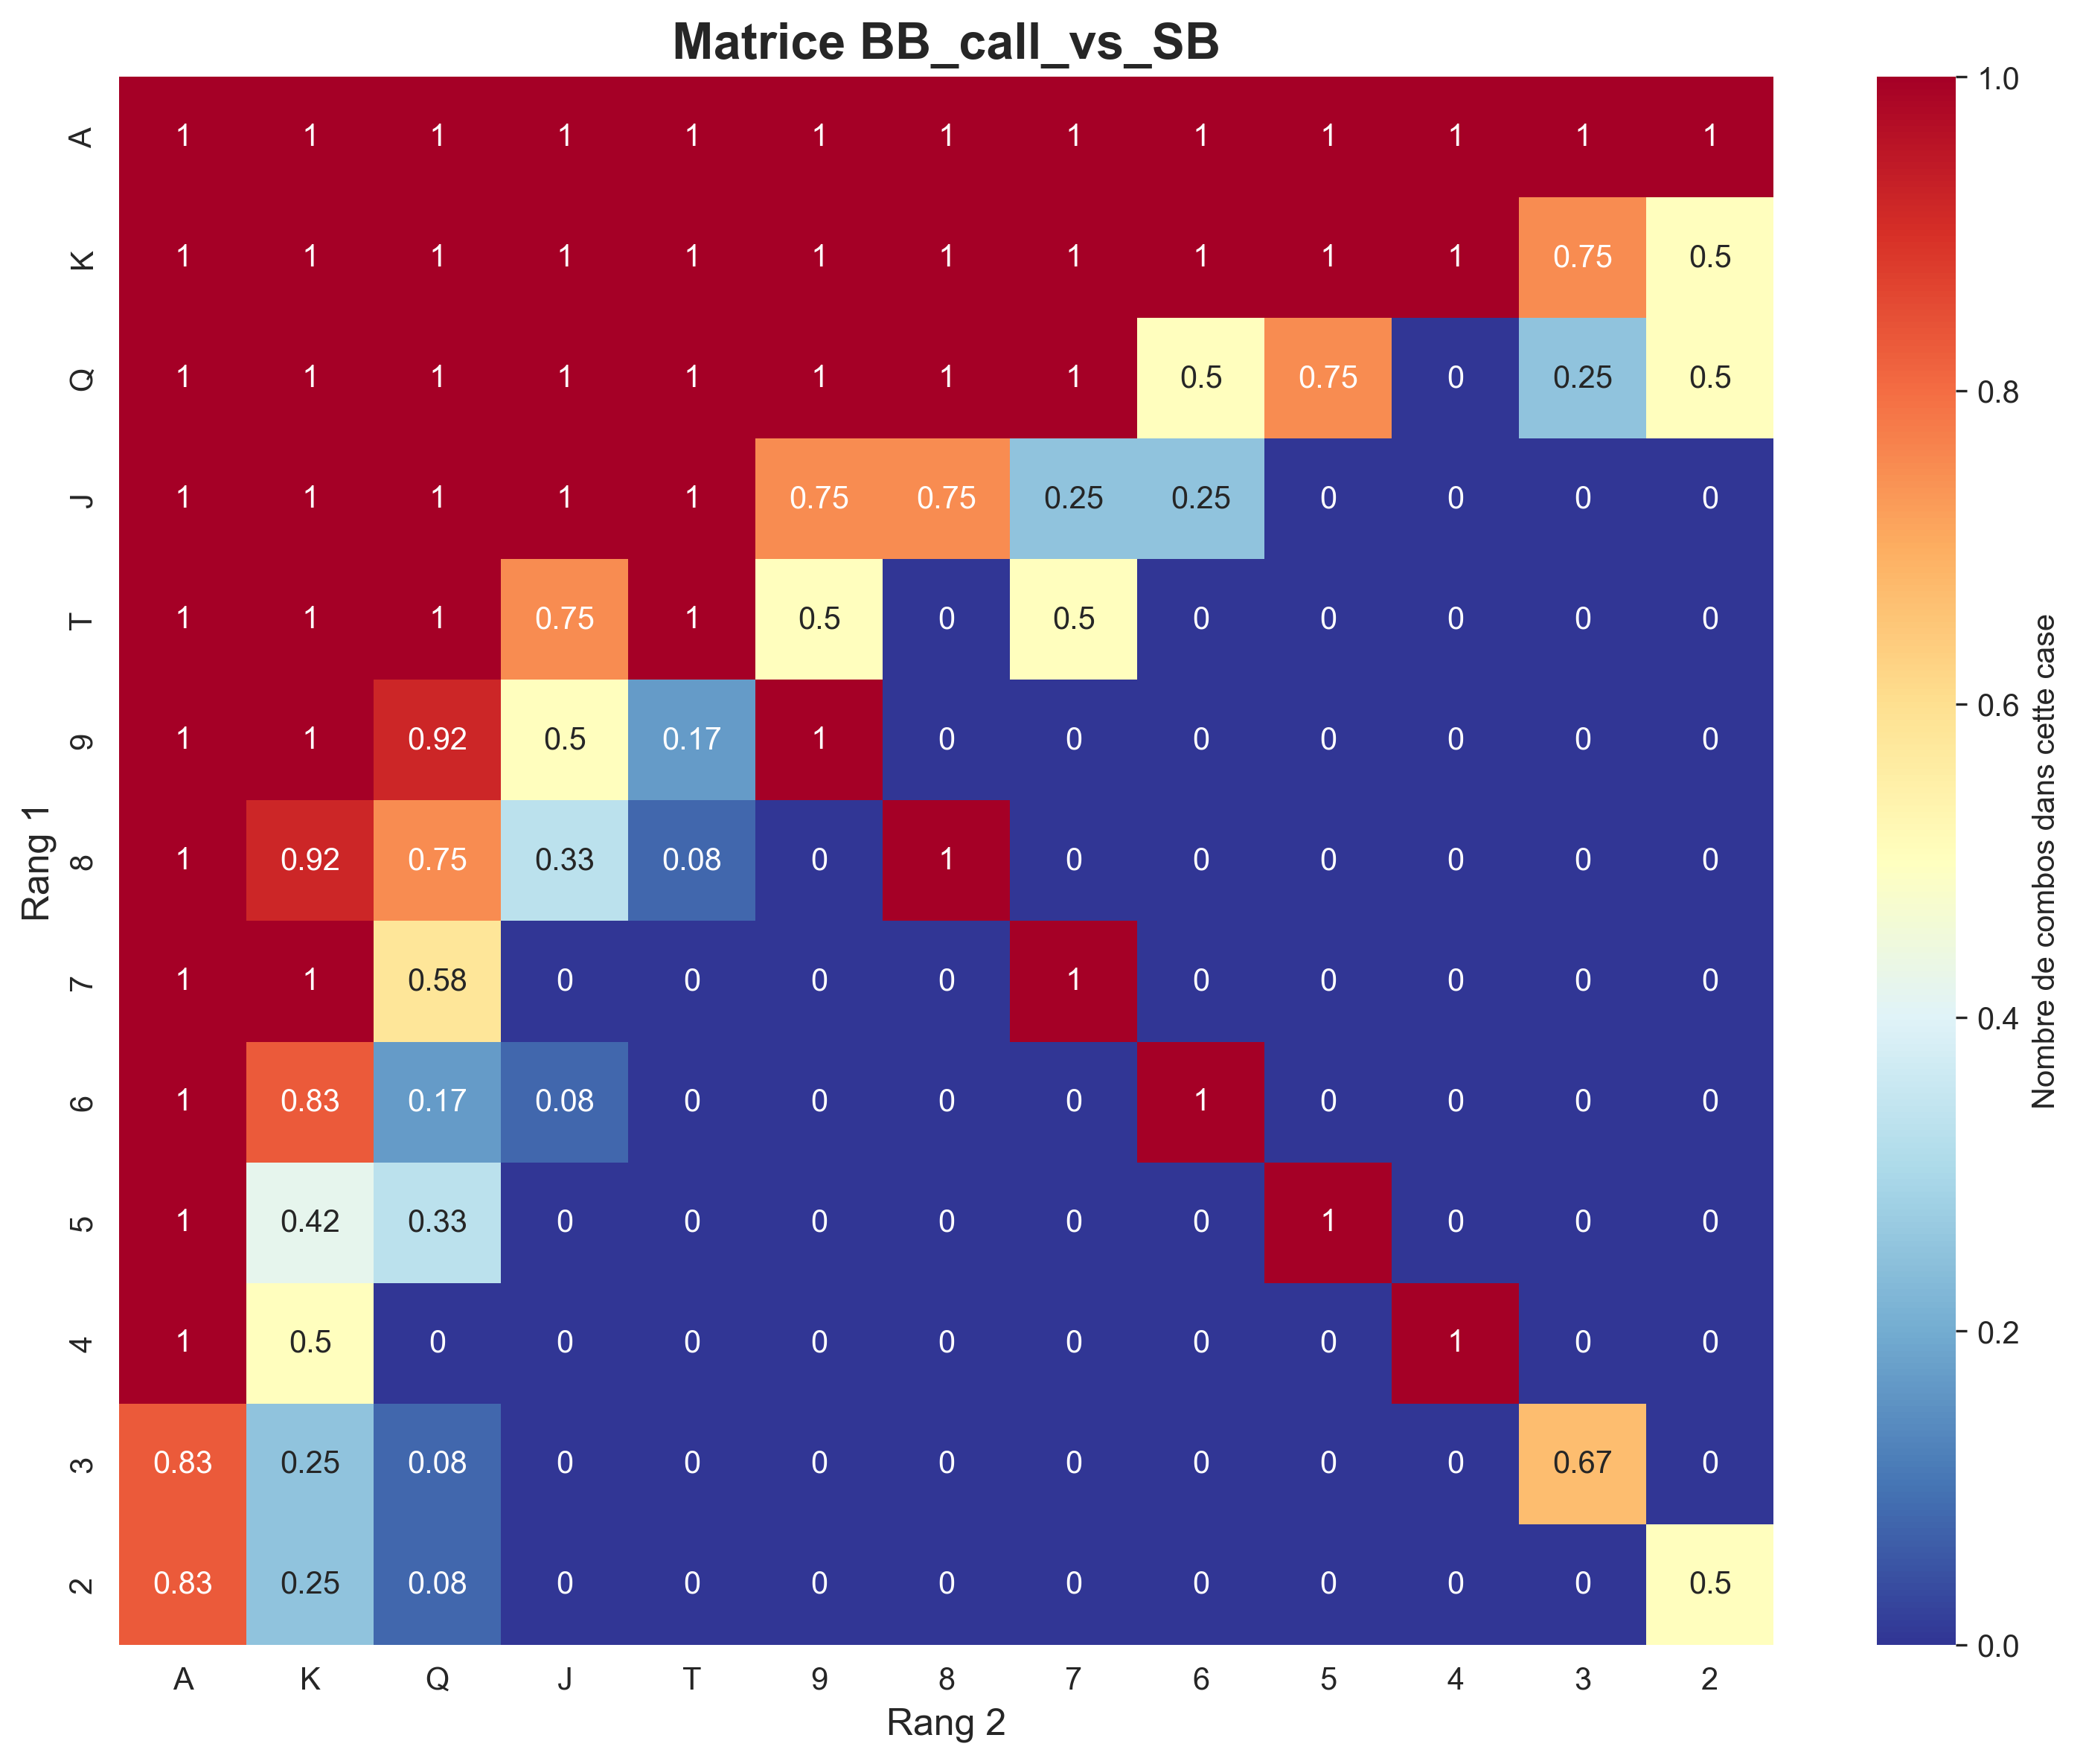 Matrice BB_call_vs_SB
A 1 1 1 1 1 1 1 1 1 1 1 1 1
K 1 1 1 1 1 1 1 1 1 1 1 0.75 0.5
Q 1 1 1 1 1 1 1 1 0.5 0.75 0 0.25 0.5
J 1 1 1 1 1 0.75 0.75 0.25 0.25 0 0 0 0
T 1 1 1 0.75 1 0.5 0 0.5 0 0 0 0 0
9 1 1 0.92 0.5 0.17 1 0 0 0 0 0 0 0
8 1 0.92 0.75 0.33 0.08 0 1 0 0 0 0 0 0
7 1 1 0.58 0 0 0 0 1 0 0 0 0 0
6 1 0.83 0.17 0.08 0 0 0 0 1 0 0 0 0
5 1 0.42 0.33 0 0 0 0 0 0 1 0 0 0
4 1 0.5 0 0 0 0 0 0 0 0 1 0 0
3 0.83 0.25 0.08 0 0 0 0 0 0 0 0 0.67 0
2 0.83 0.25 0.08 0 0 0 0 0 0 0 0 0 0.5
A K Q J T 9 8 7 6 5 4 3 2
Rang 2
Rang 1
1.0
0.8
0.6
0.4
0.2
0.0
Nombre de combos dans cette case